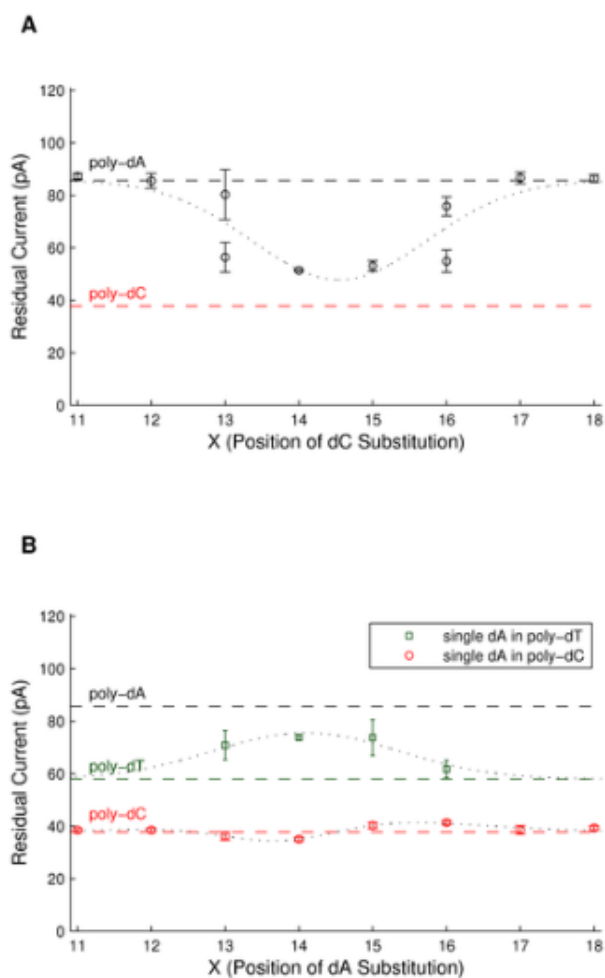 A
120
100
80
60
40
20
0
Residual Current (pA)
poly-dA
poly-dC
11 12 13 14 15 16 17 18
X (Position of dC Substitution)
B
120
100
80
60
40
20
0
Residual Current (pA)
single dA in poly-dT
single dA in poly-dC
poly-dA
poly-dT
poly-dC
11 12 13 14 15 16 17 18
X (Position of dA Substitution)